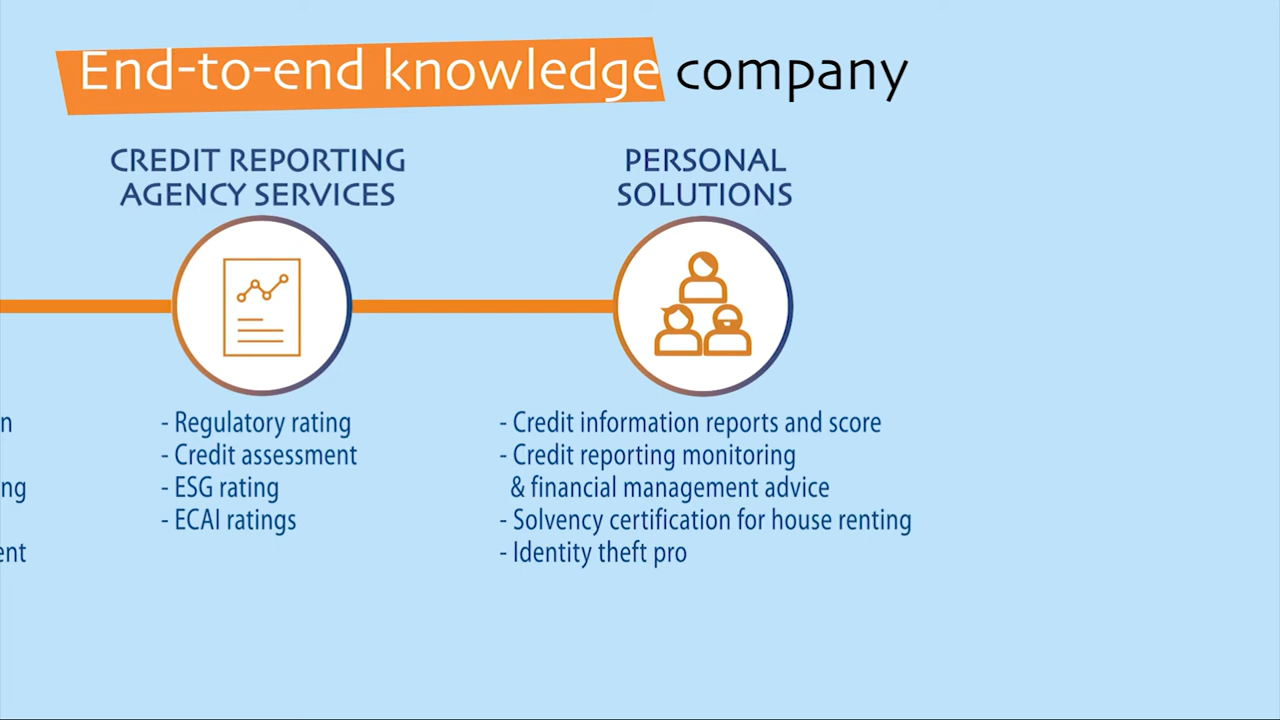 End-to-end knowledge company
CREDIT REPORTING
AGENCY SERVICES
PERSONAL
SOLUTIONS
n
ng
ent
- Regulatory rating
- Credit assessment
- ESG rating
- ECAI ratings
- Credit information reports and score
- Credit reporting monitoring
& financial management advice
- Solvency certification for house renting
- Identity theft pro